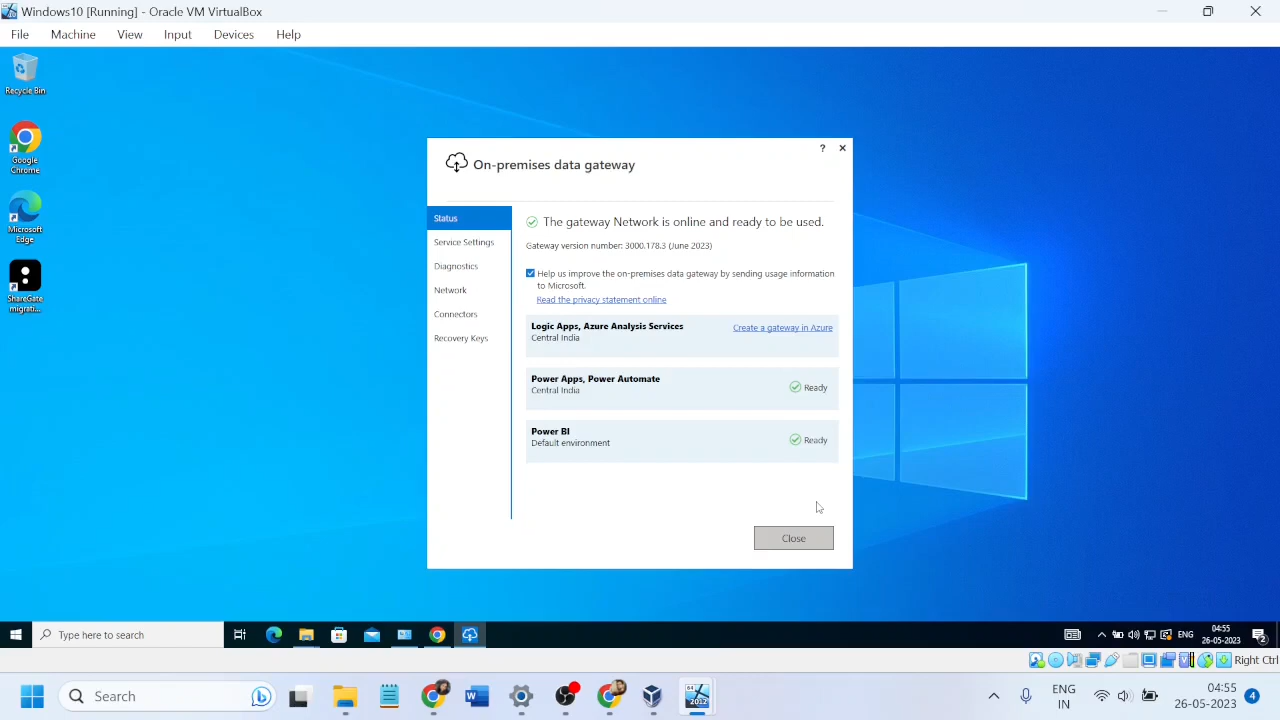 Windows10 [Running] - Oracle VM VirtualBox
File Machine View Input Devices Help
Recycle Bin
Google
Chrome
Microsoft
Edge
ShareGate
migrati...
? ×
On-premises data gateway
Status
Service Settings
Diagnostics
Network
Connectors
Recovery Keys
The gateway Network is online and ready to be used.
Gateway version number: 3000.178.3 (June 2023)
Help us improve the on-premises data gateway by sending usage information
to Microsoft.
Read the privacy statement online
Logic Apps, Azure Analysis Services Create a gateway in Azure
Central India
Power Apps, Power Automate
Central India
Ready
Power BI
Default environment
Ready
Close
Type here to search
ENG
04:55
26-05-2023
2
Right Ctrl
Search
64
2012
ENG
IN
04:55
26-05-2023
4